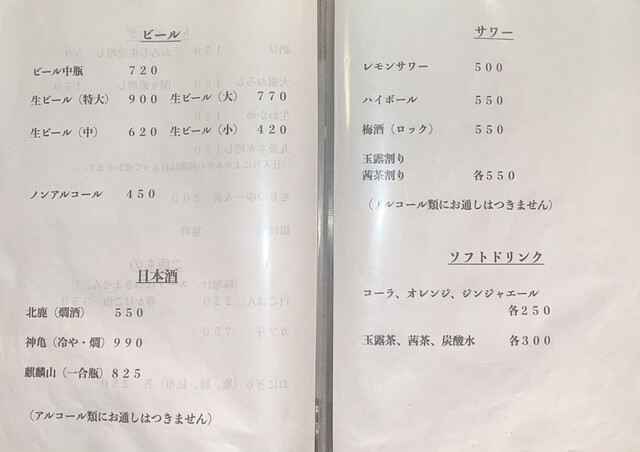 ビール
ビール中瓶 720
生ビール（特大） 900 生ビール（大） 770
生ビール（中） 620 生ビール（小） 420
ノンアルコール 450
日本酒
北鹿（燗酒） 550
神亀（冷や・燗）990
麒麟山（一合瓶）825
（アルコール類にお通しはつきません）
サワー
レモンサワー 500
ハイボール 550
梅酒（ロック） 550
玉露割り
茜茶割り 各550
（アルコール類にお通しはつきません）
ソフトドリンク
コーラ、オレンジ、ジンジャエール
各250
玉露茶、茜茶、炭酸水 各300